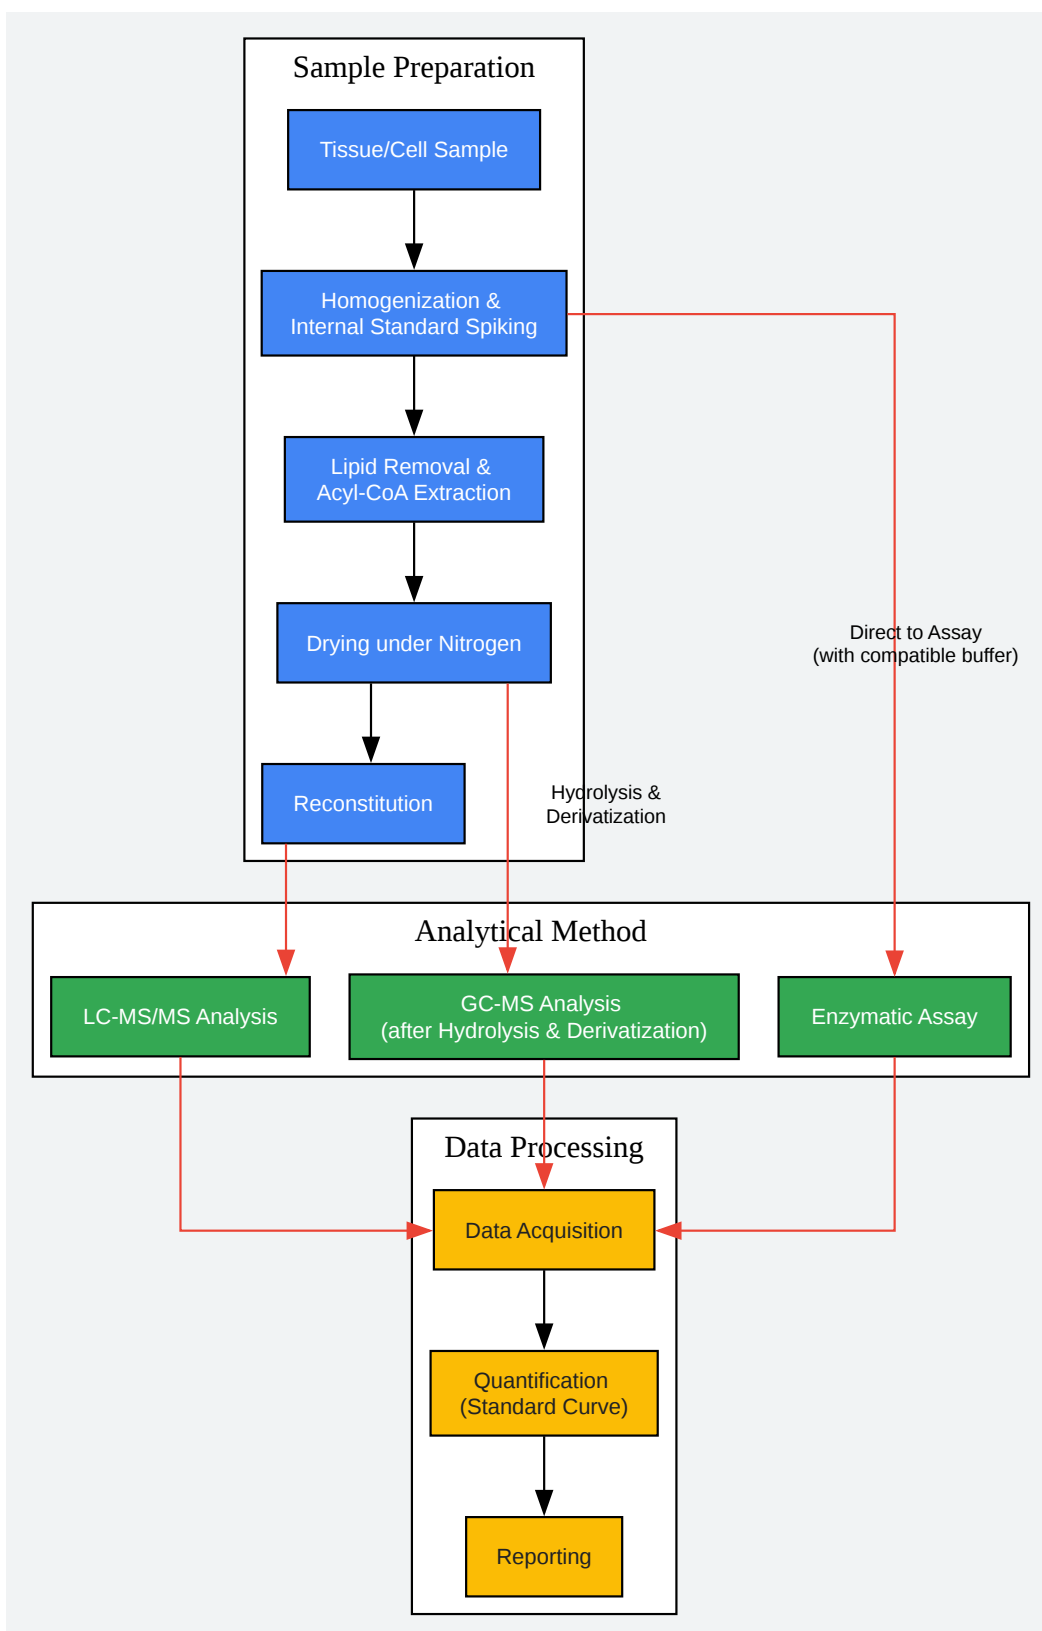 Sample Preparation
Tissue/Cell Sample
Homogenization &
Internal Standard Spiking
Lipid Removal &
Acyl-CoA Extraction
Drying under Nitrogen
Direct to Assay
(with compatible buffer)
Reconstitution
Hydrolysis &
Derivatization
Analytical Method
LC-MS/MS Analysis
GC-MS Analysis
(after Hydrolysis & Derivatization)
Enzymatic Assay
Data Processing
Data Acquisition
Quantification
(Standard Curve)
Reporting